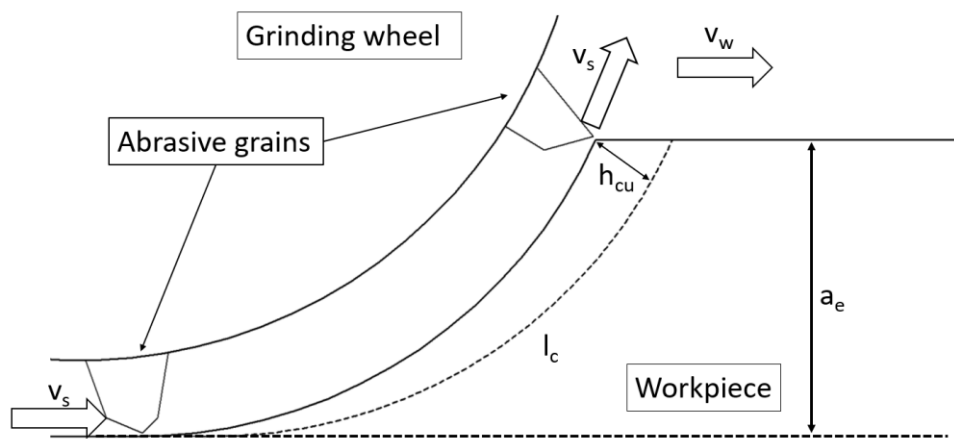 Grinding wheel
v_s
v_w
Abrasive grains
h_cu
a_e
l_c
v_s
Workpiece